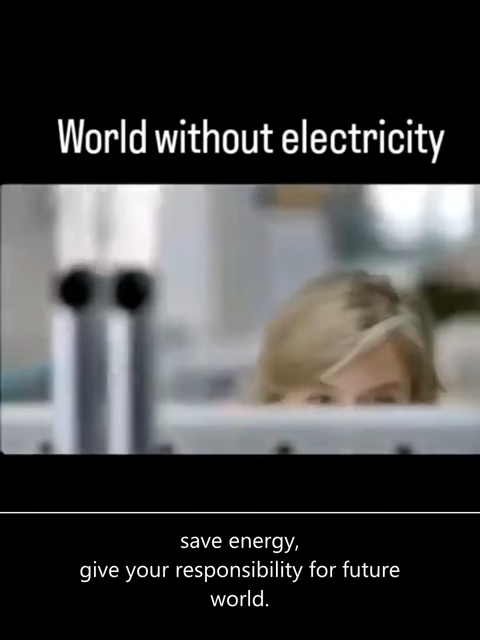 World without electricity
save energy,
give your responsibility for future
world.